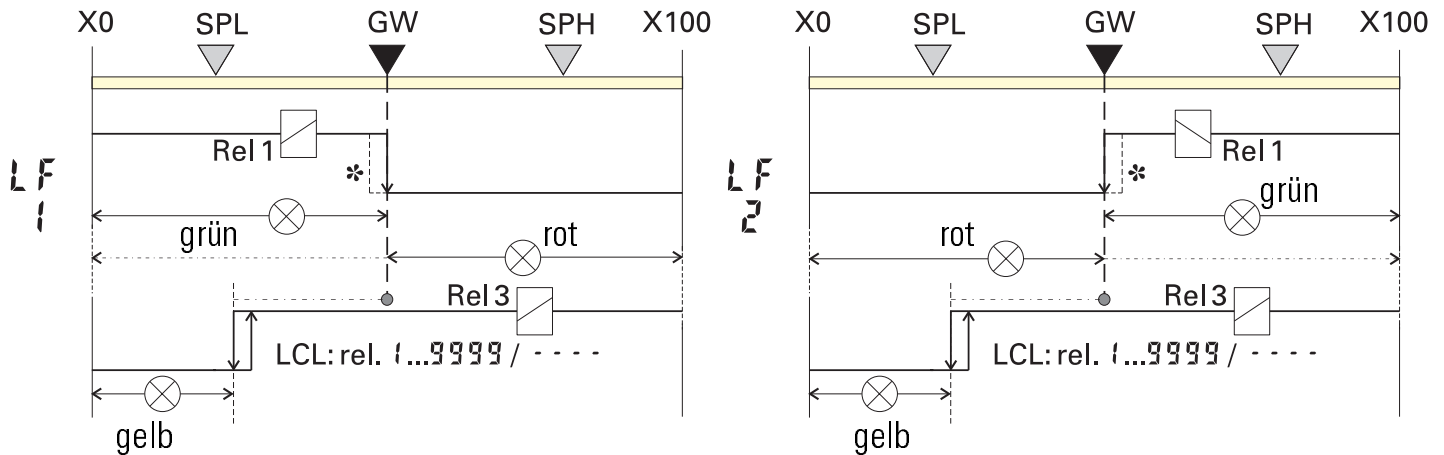 X0 SPL GW SPH X100
Rel 1
*
LF
1
grün
rot
Rel 3
LCL: rel. 1...9999 / - - - -
gelb
X0 SPL GW SPH X100
Rel 1
*
LF
2
grün
rot
Rel 3
LCL: rel. 1...9999 / - - - -
gelb